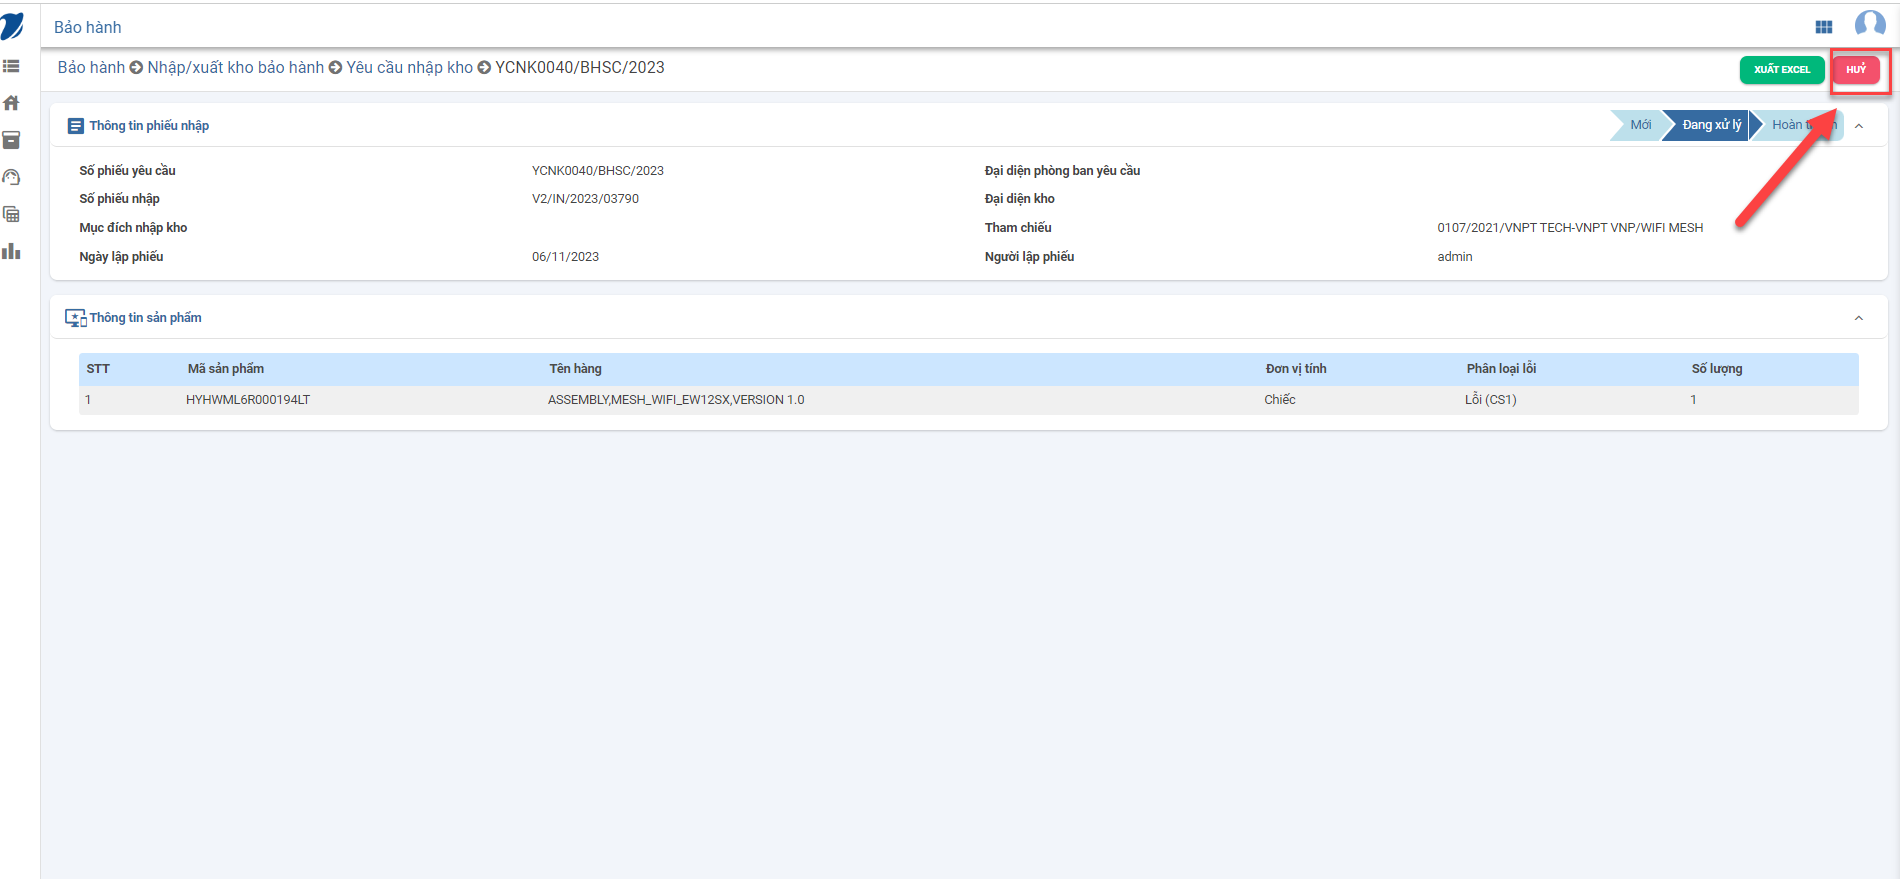 Bảo hành
Bảo hành Nhập/xuất kho bảo hành Yêu cầu nhập kho YCNK0040/BHSC/2023
XUẤT EXCEL HUỶ
Thông tin phiếu nhập
Mới Đang xử lý Hoàn
Số phiếu yêu cầu YCNK0040/BHSC/2023 Đại diện phòng ban yêu cầu
Số phiếu nhập V2/IN/2023/03790 Đại diện kho
Mục đích nhập kho Tham chiếu 0107/2021/VNPT TECH-VNPT VNP/WIFI MESH
Ngày lập phiếu 06/11/2023 Người lập phiếu admin
Thông tin sản phẩm
STT Mã sản phẩm Tên hàng Đơn vị tính Phân loại lỗi Số lượng
1 HYHWML6R000194LT ASSEMBLY,MESH_WIFI_EW12SX,VERSION 1.0 Chiếc Lỗi (CS1) 1